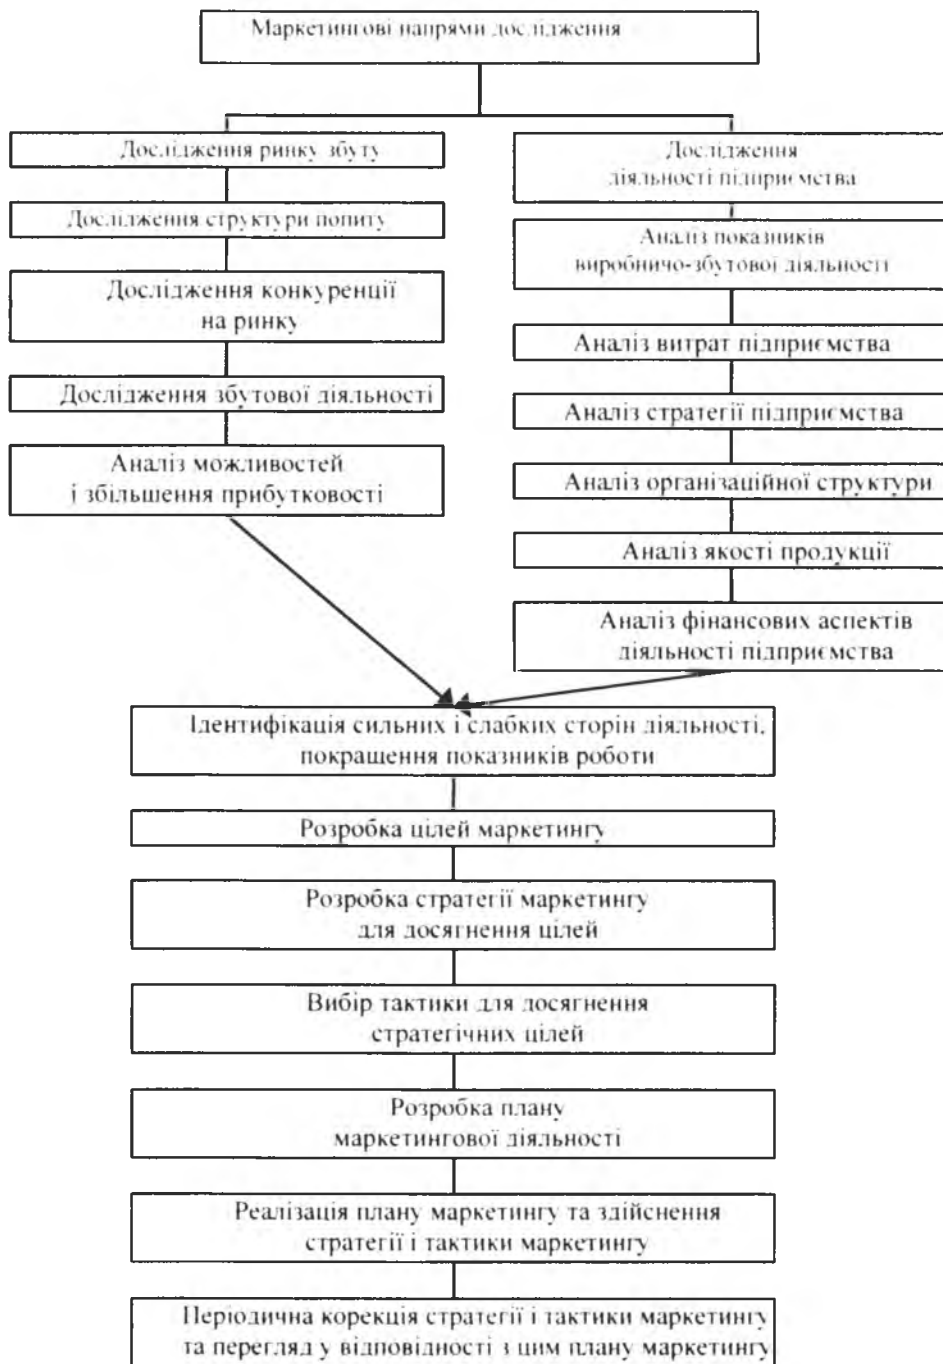 Маркетингові напрями дослідження
Дослідження ринку збуту
Дослідження структури попиту
Дослідження конкуренції
на ринку
Дослідження збутової діяльності
Аналіз можливостей
і збільшення прибутковості
Дослідження
діяльності підприємства
Аналіз показників
виробничо-збутової діяльності
Аналіз витрат підприємства
Аналіз стратегії підприємства
Аналіз організаційної структури
Аналіз якості продукції
Аналіз фінансових аспектів
діяльності підприємства
Ідентифікація сильних і слабких сторін діяльності,
покращення показників роботи
Розробка цілей маркетингу
Розробка стратегії маркетингу
для досягнення цілей
Вибір тактики для досягнення
стратегічних цілей
Розробка плану
маркетингової діяльності
Реалізація плану маркетингу та здійснення
стратегії і тактики маркетингу
Періодична корекція стратегії і тактики маркетингу
та перегляд у відповідності з цим плану маркетингу